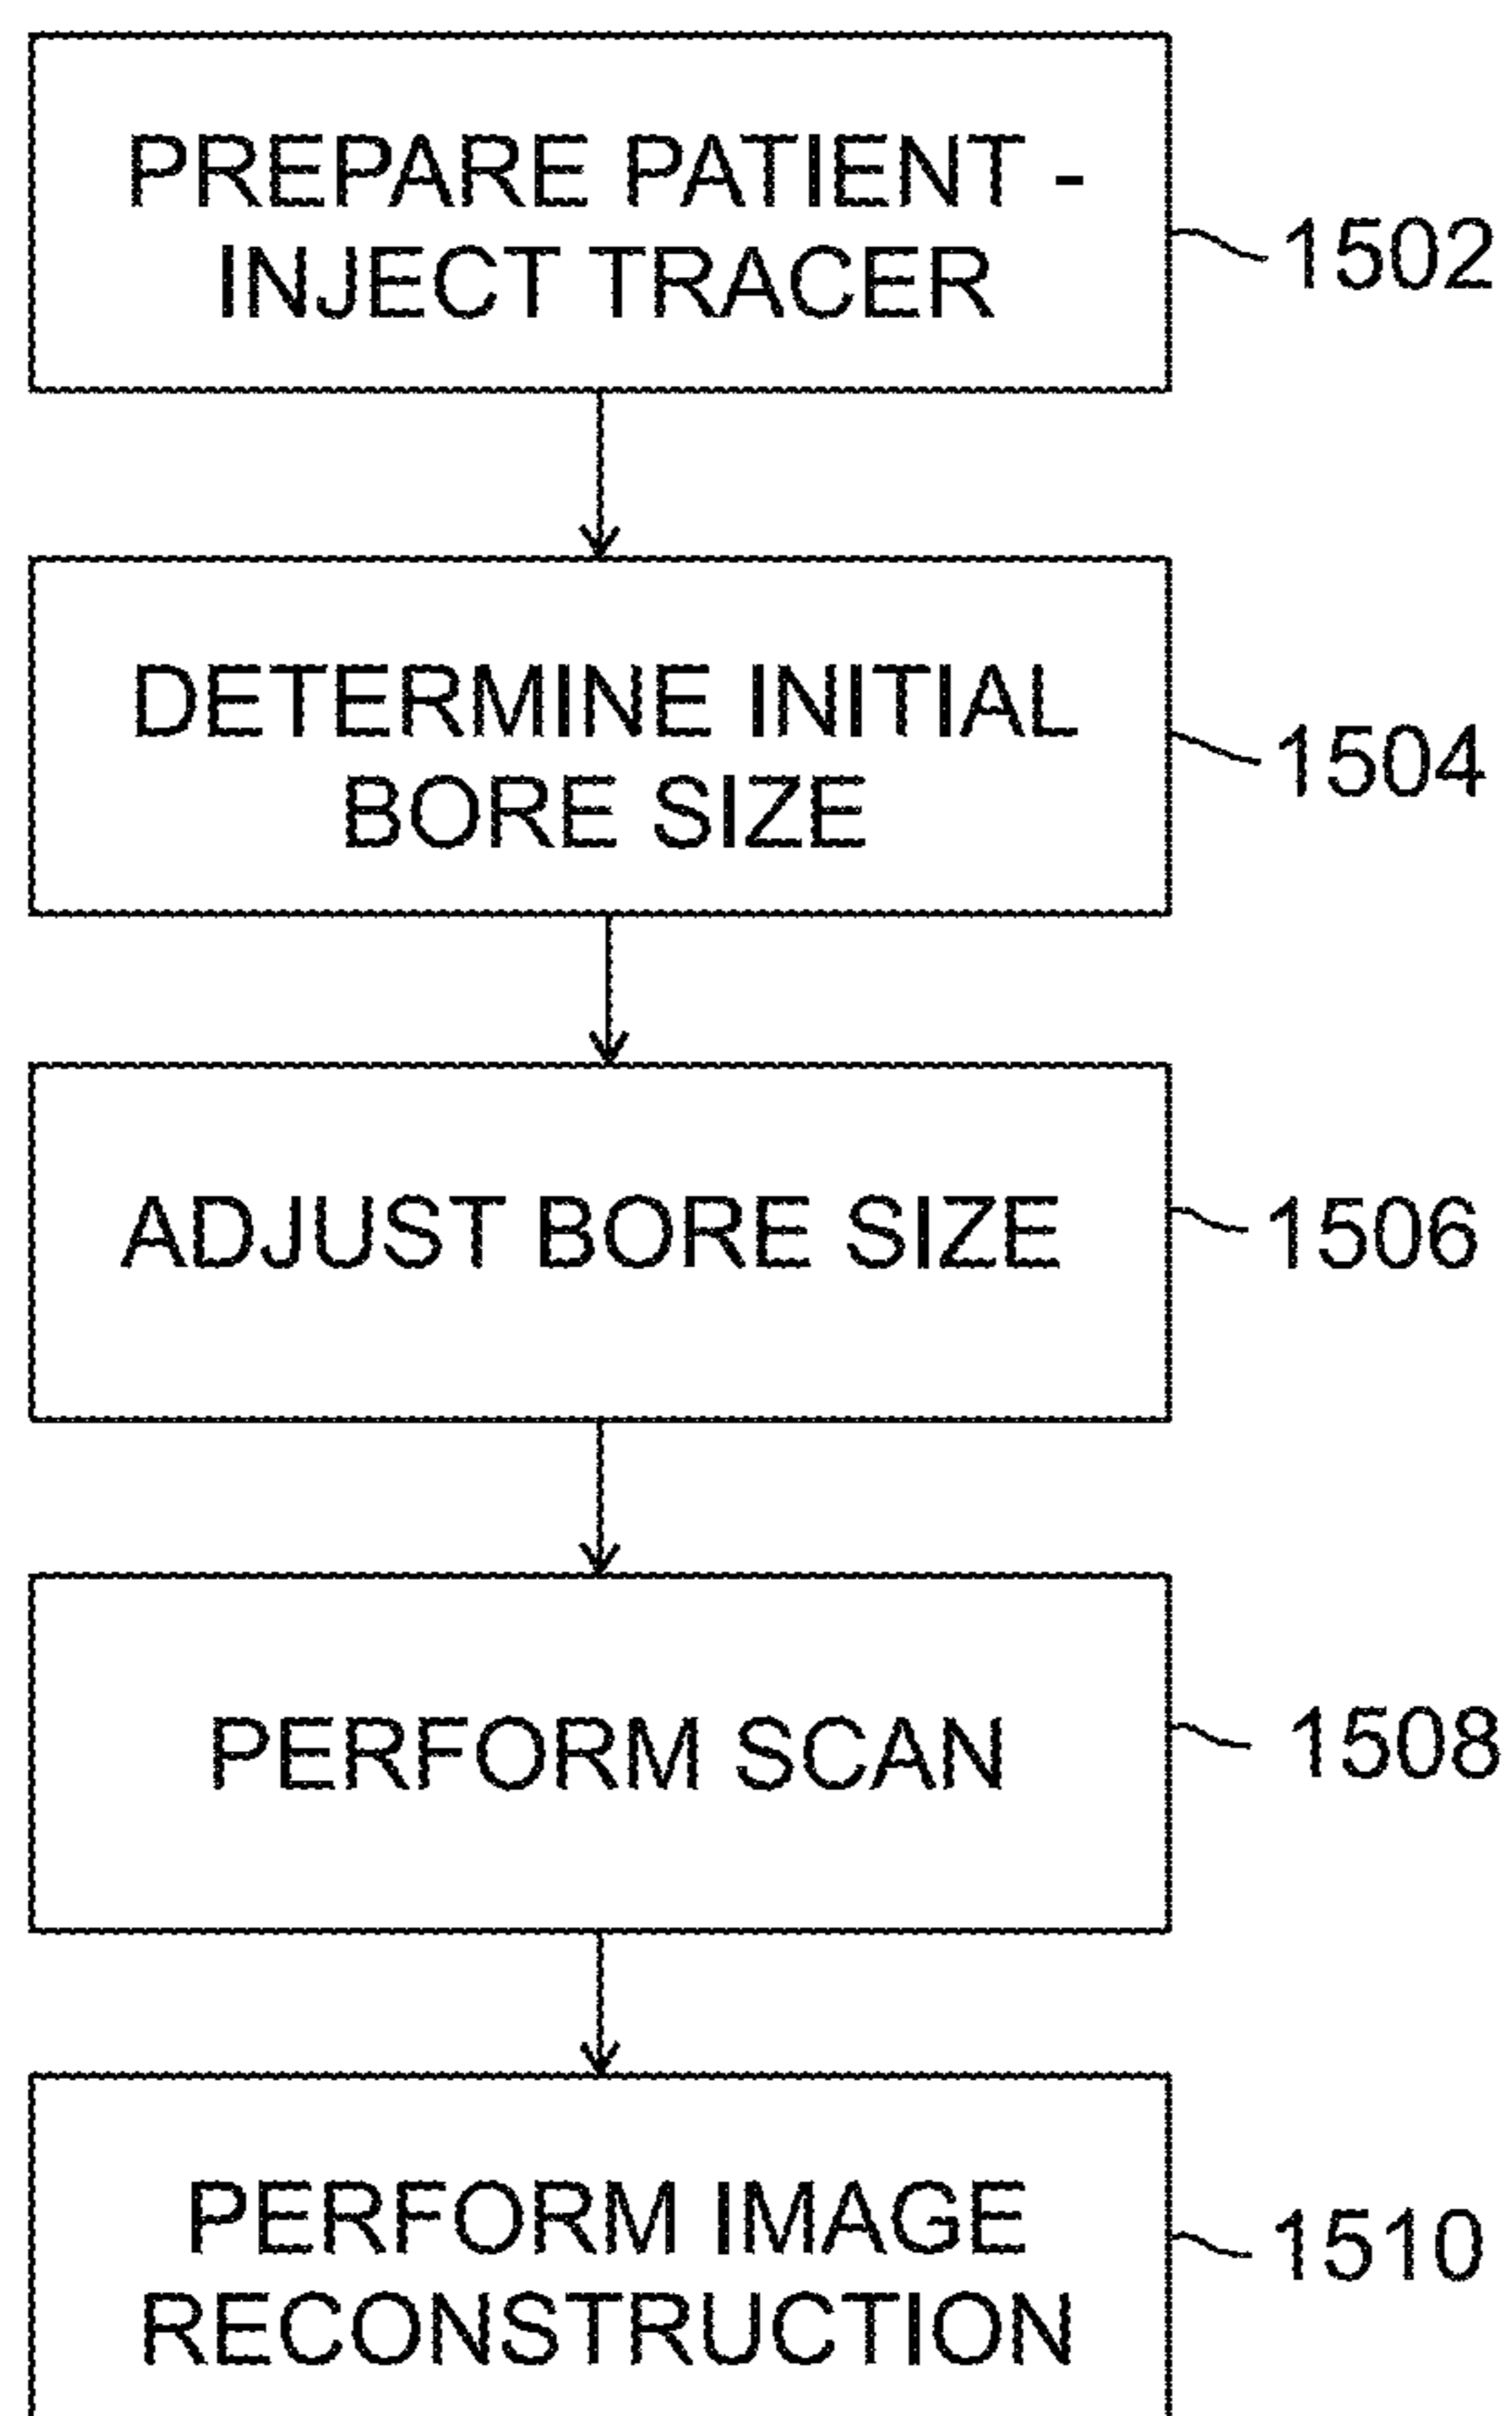 PREPARE PATIENT -
INJECT TRACER
1502
DETERMINE INITIAL
BORE SIZE
1504
ADJUST BORE SIZE
1506
PERFORM SCAN
1508
PERFORM IMAGE
RECONSTRUCTION
1510